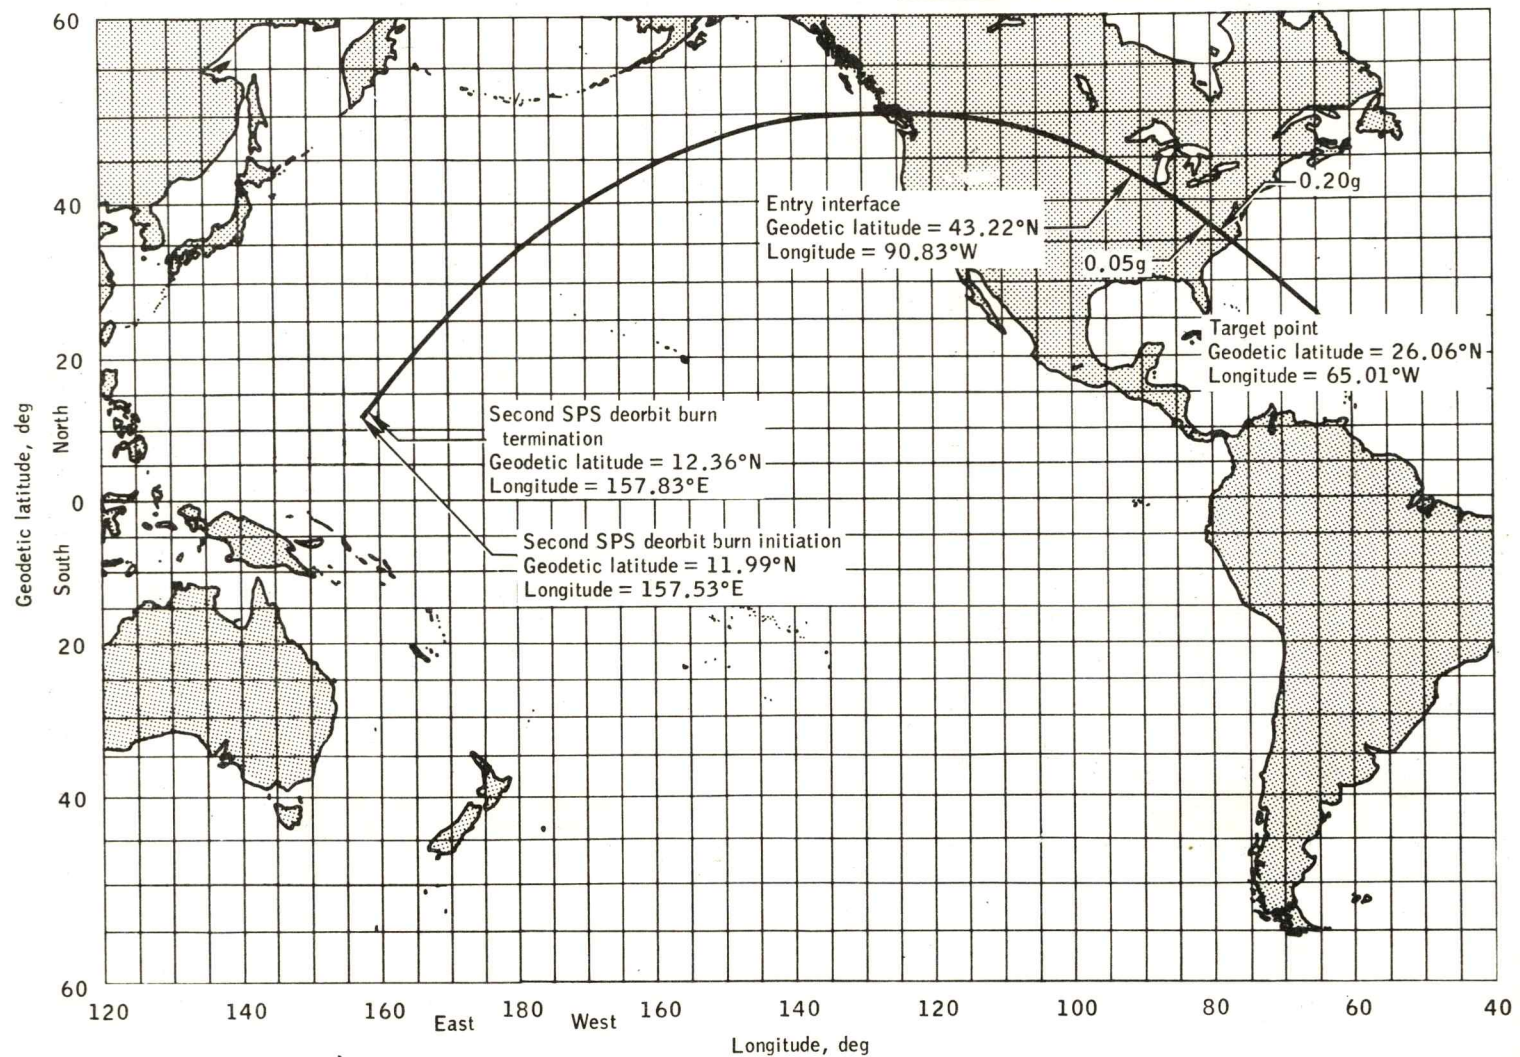 60
40
20
0
20
40
60
Geodetic latitude, deg
North
South
Entry interface
Geodetic latitude = 43.22°N
Longitude = 90.83°W
0.20g
0.05g
Target point
Geodetic latitude = 26.06°N
Longitude = 65.01°W
Second SPS deorbit burn
termination
Geodetic latitude = 12.36°N
Longitude = 157.83°E
Second SPS deorbit burn initiation
Geodetic latitude = 11.99°N
Longitude = 157.53°E
120 140 160 180 160 140 120 100 80 60 40
East West
Longitude, deg